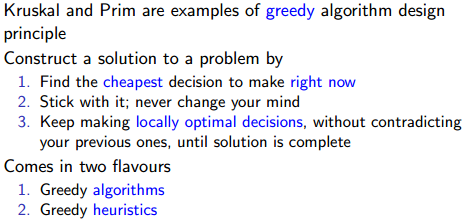 Kruskal and Prim are examples of greedy algorithm design
principle
Construct a solution to a problem by
1. Find the cheapest decision to make right now
2. Stick with it; never change your mind
3. Keep making locally optimal decisions, without contradicting
your previous ones, until solution is complete
Comes in two flavours
1. Greedy algorithms
2. Greedy heuristics